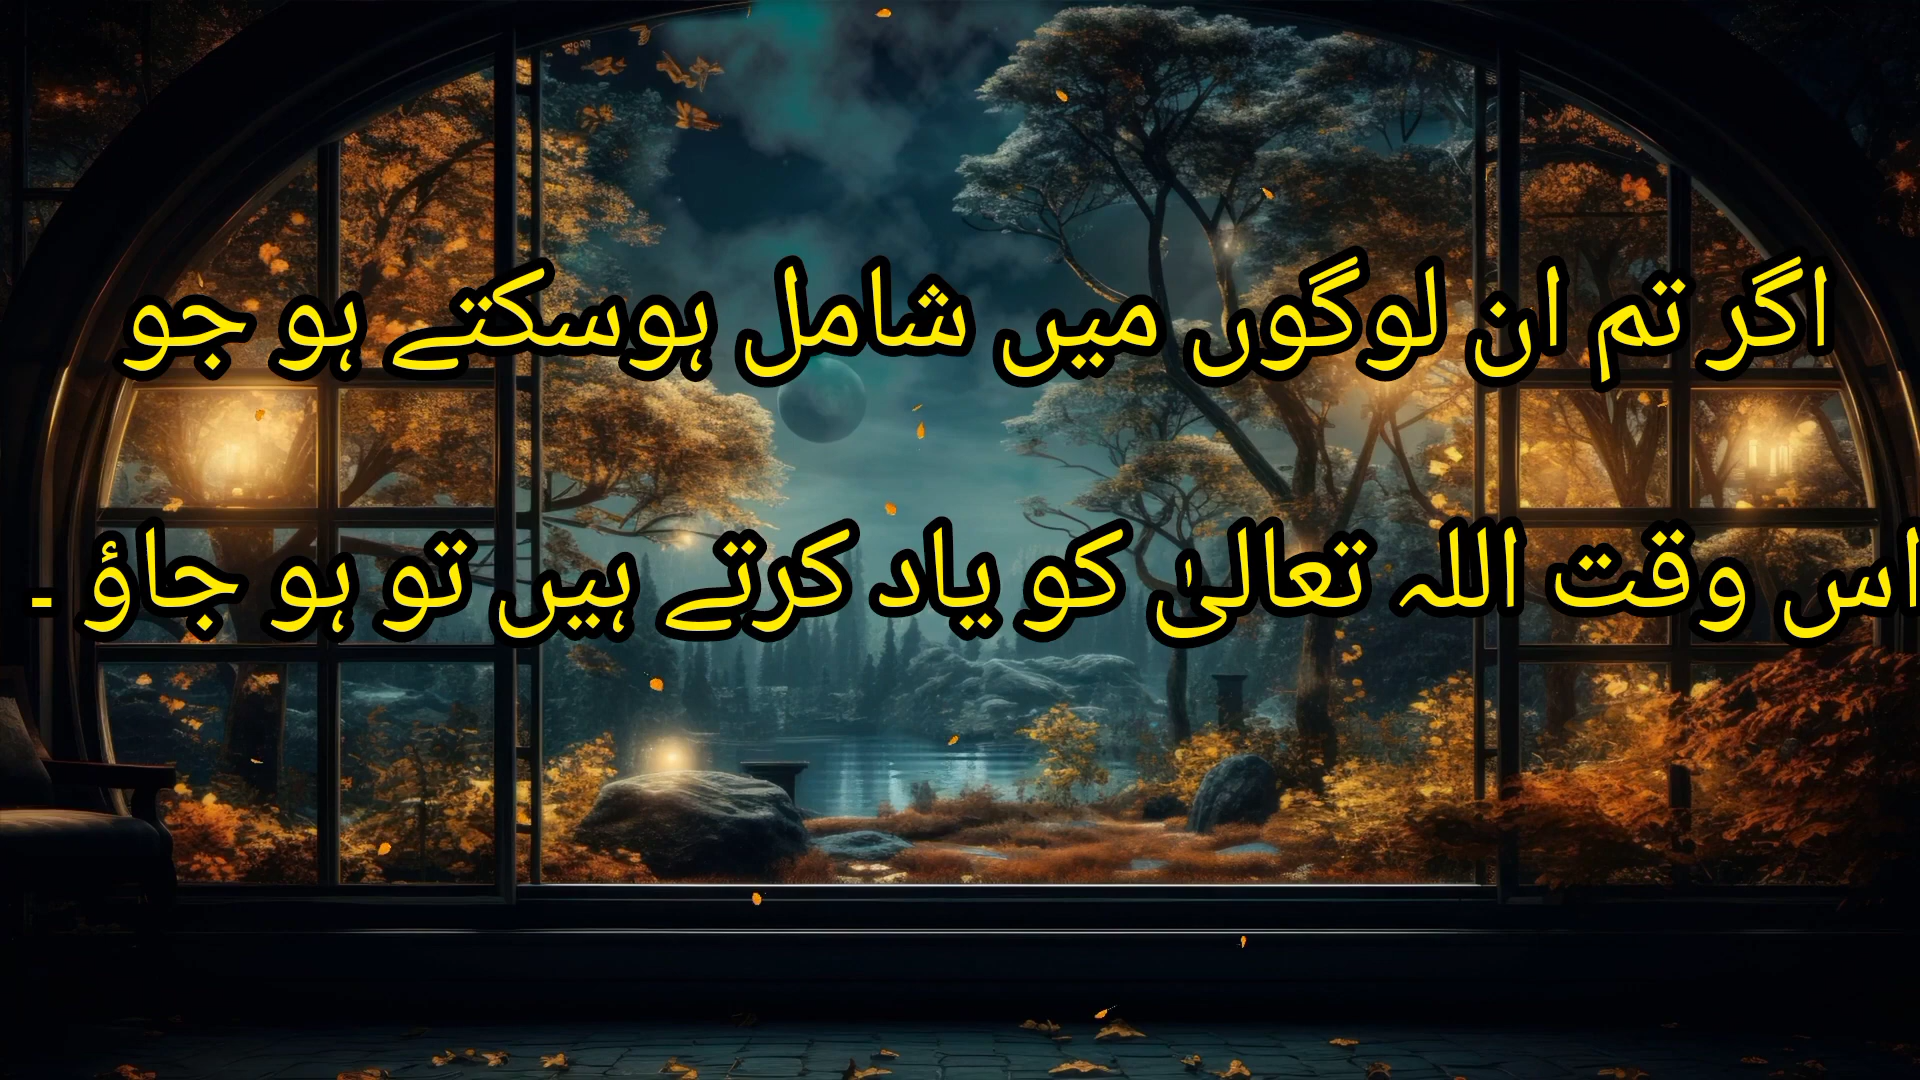 اگر تم ان لوگوں میں شامل ہوسکتے ہو جو
اس وقت اللہ تعالیٰ کو یاد کرتے ہیں تو ہو جاؤ ۔